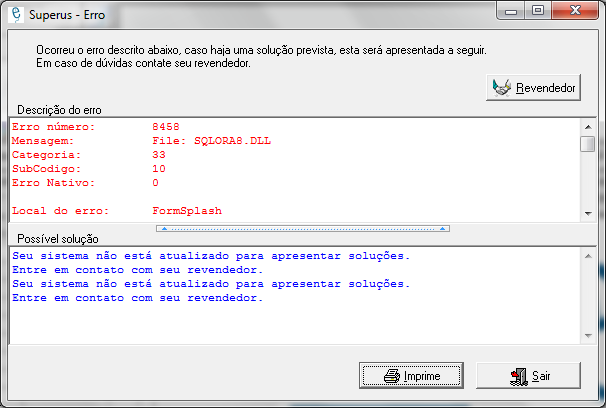 Superus - Erro
Ocorreu o erro descrito abaixo, caso haja uma solução prevista, esta será apresentada a seguir.
Em caso de dúvidas contate seu revendedor.
Revendedor
Descrição do erro
Erro número: 8458
Mensagem: File: SQLORA8.DLL
Categoria: 33
SubCodigo: 10
Erro Nativo: 0
Local do erro: FormSplash
Possível solução
Seu sistema não está atualizado para apresentar soluções.
Entre em contato com seu revendedor.
Seu sistema não está atualizado para apresentar soluções.
Entre em contato com seu revendedor.
Imprime
Sair